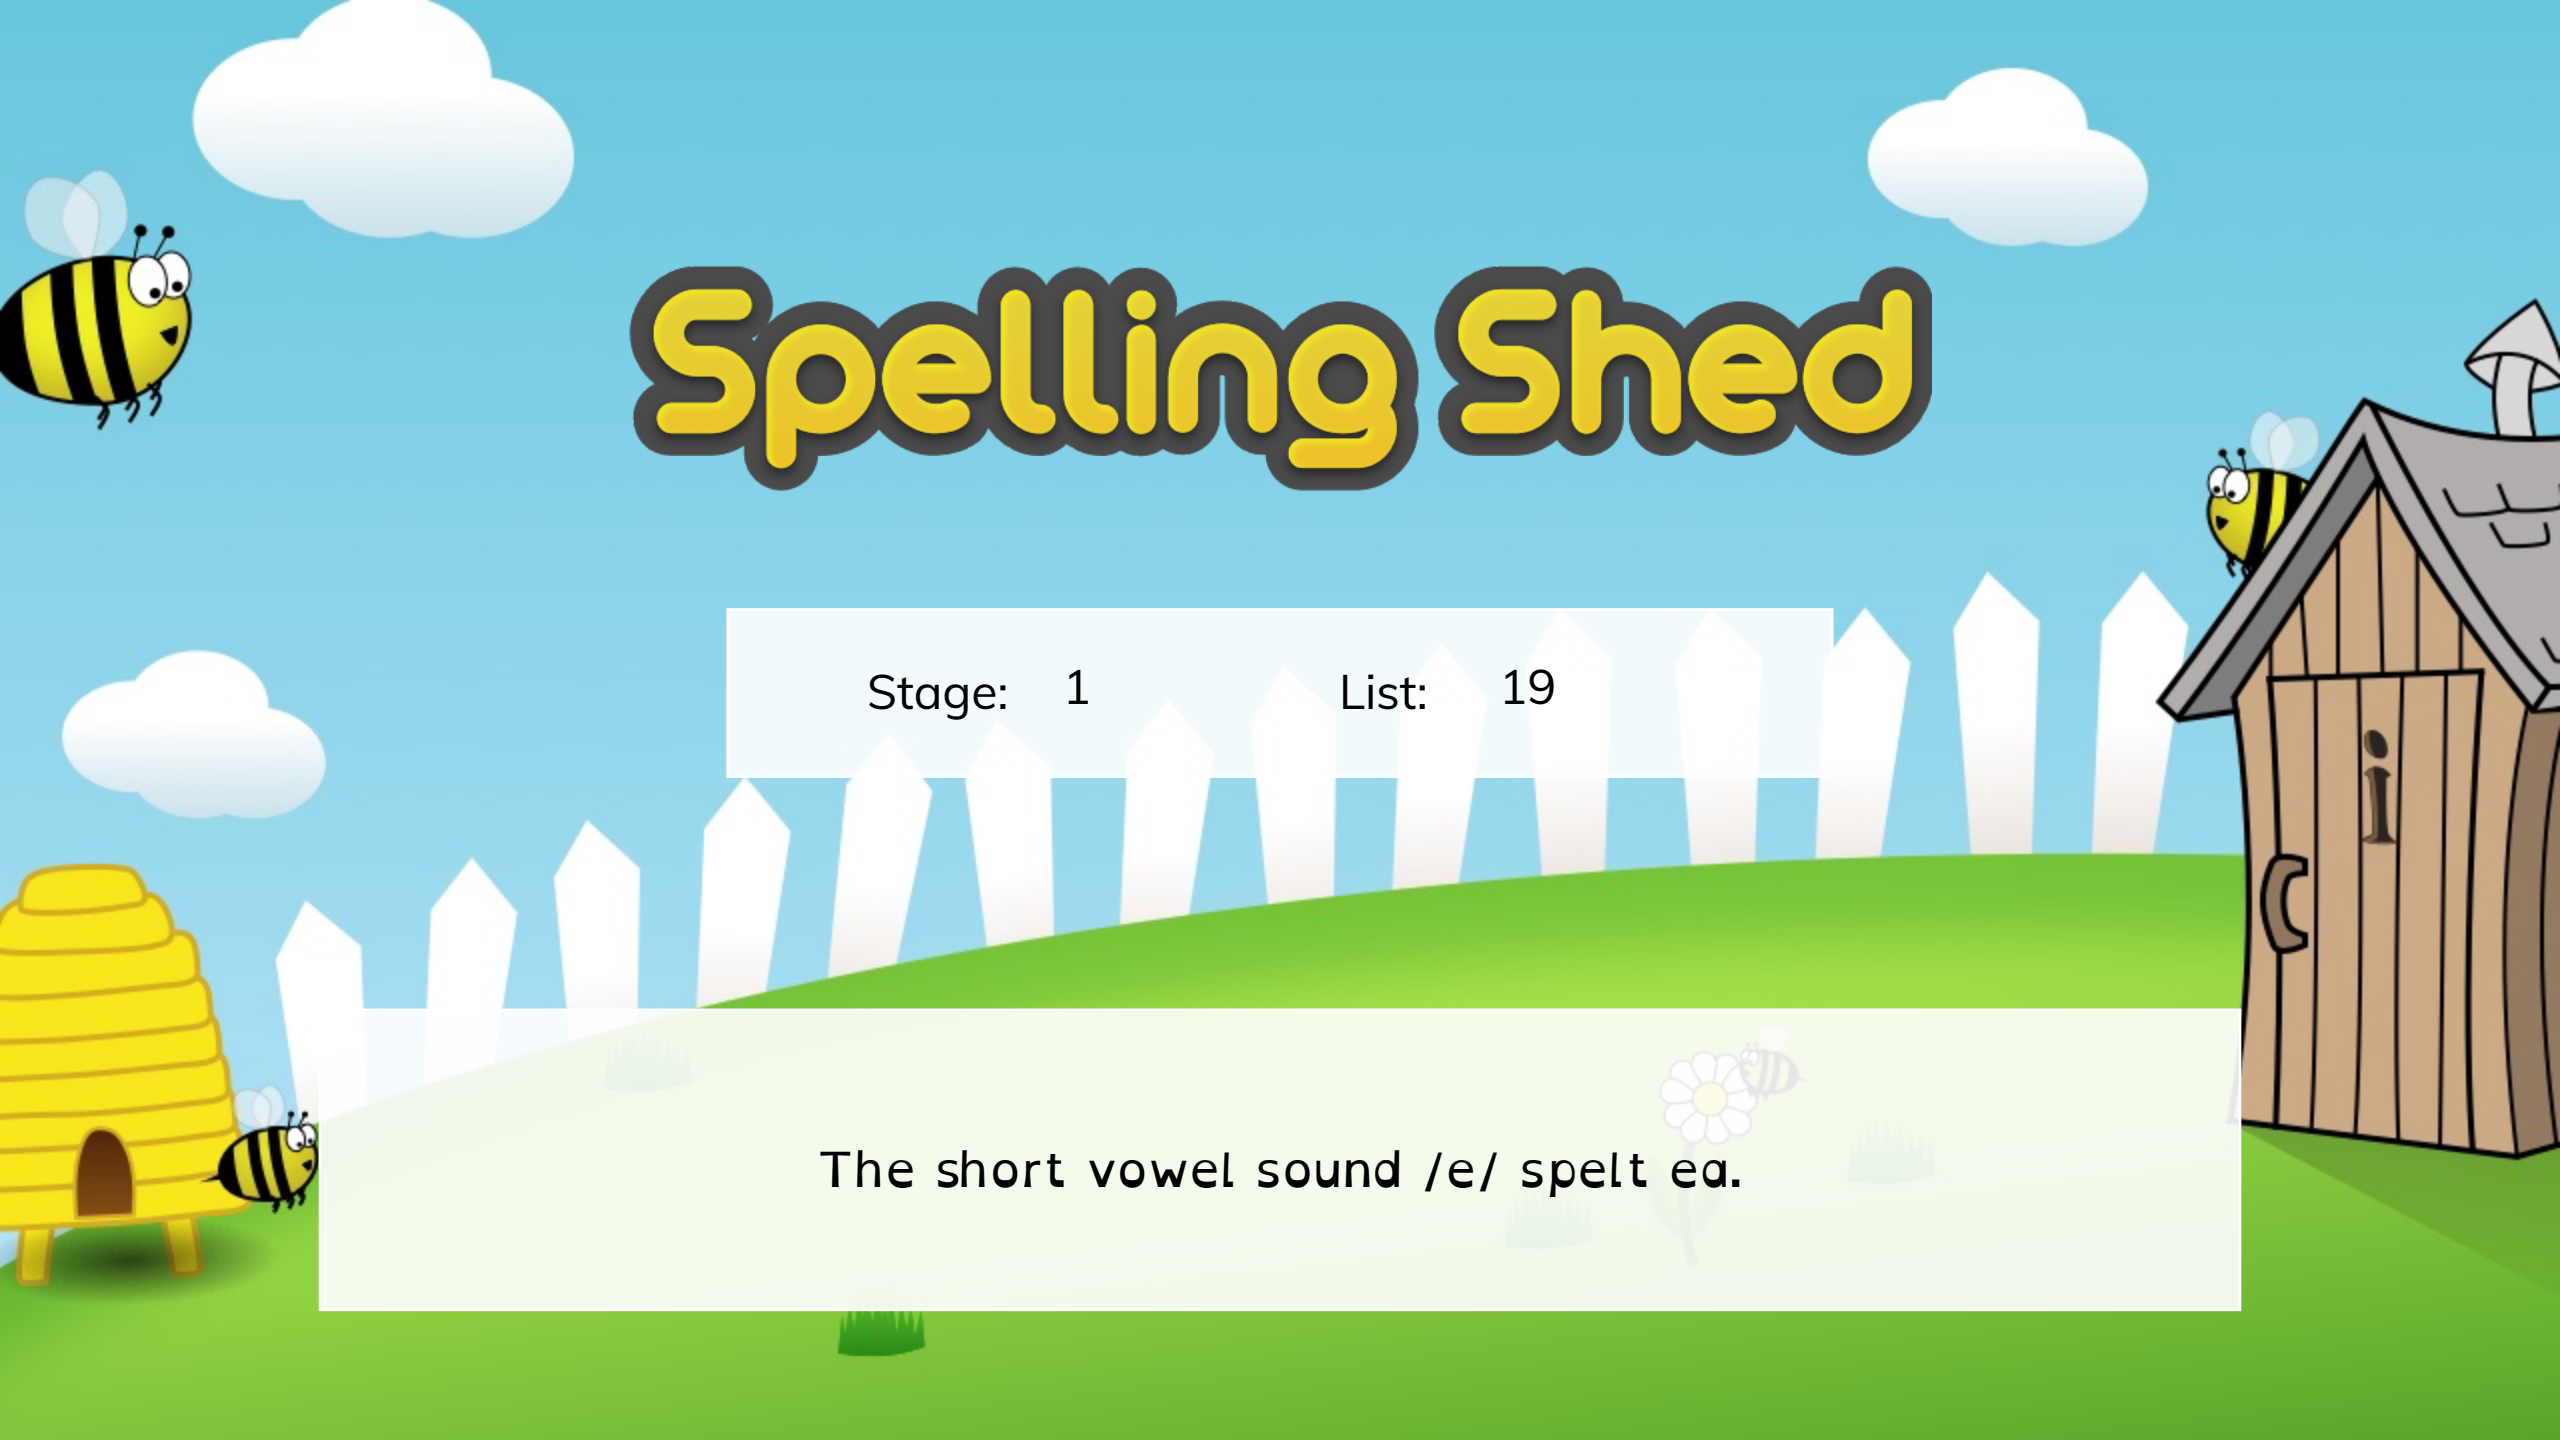 Spelling Shed
Stage: 1 List: 19
i
The short vowel sound /e/ spelt ea.